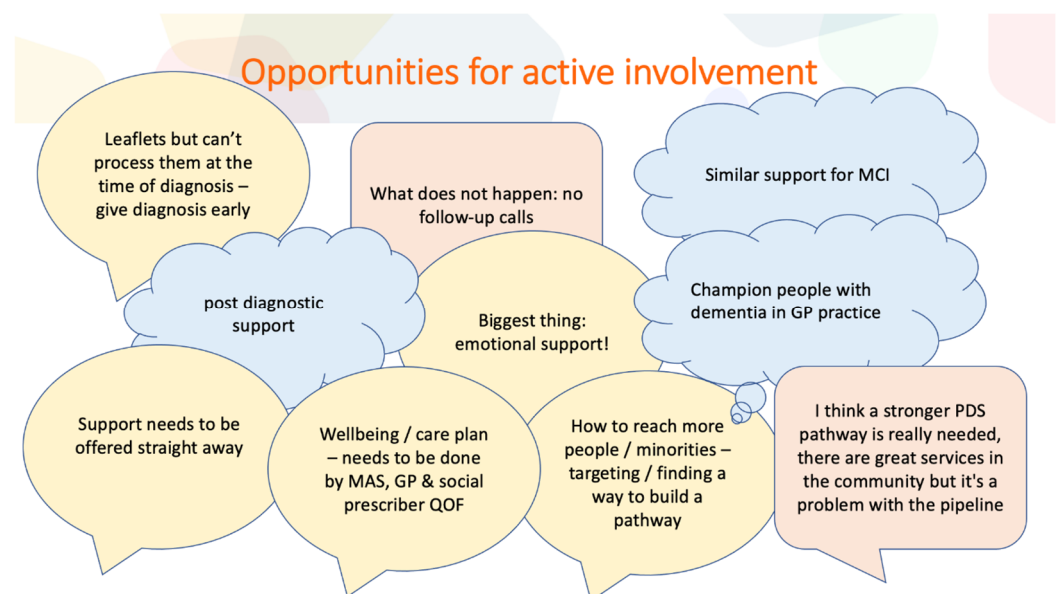 Opportunities for active involvement
Leaflets but can’t
process them at the
time of diagnosis –
give diagnosis early
What does not happen: no
follow-up calls
Similar support for MCI
post diagnostic
support
Biggest thing:
emotional support!
Champion people with
dementia in GP practice
Support needs to be
offered straight away
Wellbeing / care plan
– needs to be done
by MAS, GP & social
prescriber QOF
How to reach more
people / minorities –
targeting / finding a
way to build a
pathway
I think a stronger PDS
pathway is really needed,
there are great services in
the community but it's a
problem with the pipeline